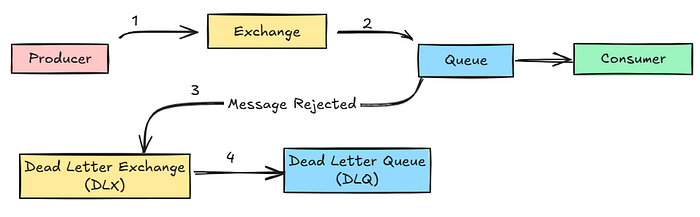 1
Producer
Exchange
2
Queue
Consumer
3
Message Rejected
Dead Letter Exchange
(DLX)
4
Dead Letter Queue
(DLQ)